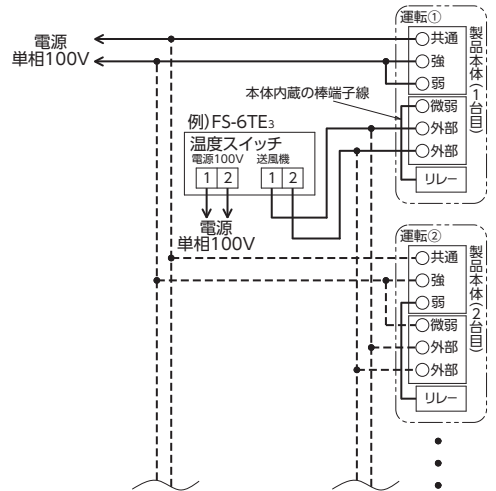 電源
単相100V
運転①
共通
強
弱
微弱
外部
外部
リレー
製品本体(1台目)
本体内蔵の棒端子線
例)FS-6TE3
温度スイッチ
電源100V 送風機
1 2 1 2
電源
単相100V
運転②
共通
強
弱
微弱
外部
外部
リレー
製品本体(2台目)